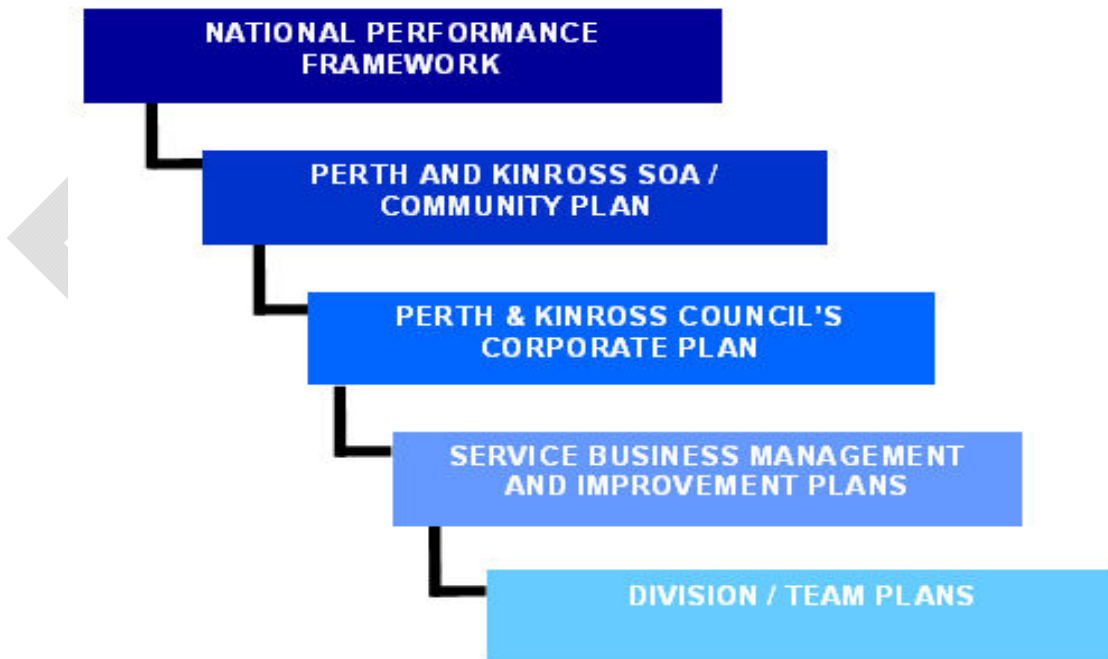 NATIONAL PERFORMANCE
FRAMEWORK
PERTH AND KINROSS SOA /
COMMUNITY PLAN
PERTH & KINROSS COUNCIL'S
CORPORATE PLAN
SERVICE BUSINESS MANAGEMENT
AND IMPROVEMENT PLANS
DIVISION / TEAM PLANS